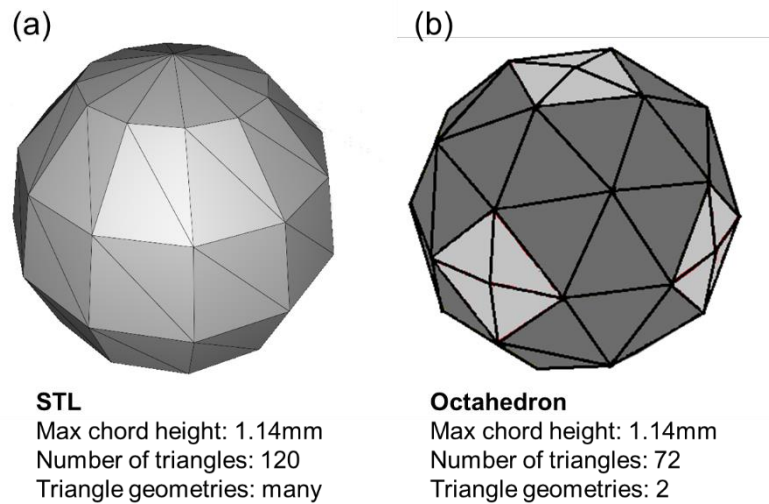 (a)
(b)
STL
Max chord height: 1.14mm
Number of triangles: 120
Triangle geometries: many
Octahedron
Max chord height: 1.14mm
Number of triangles: 72
Triangle geometries: 2